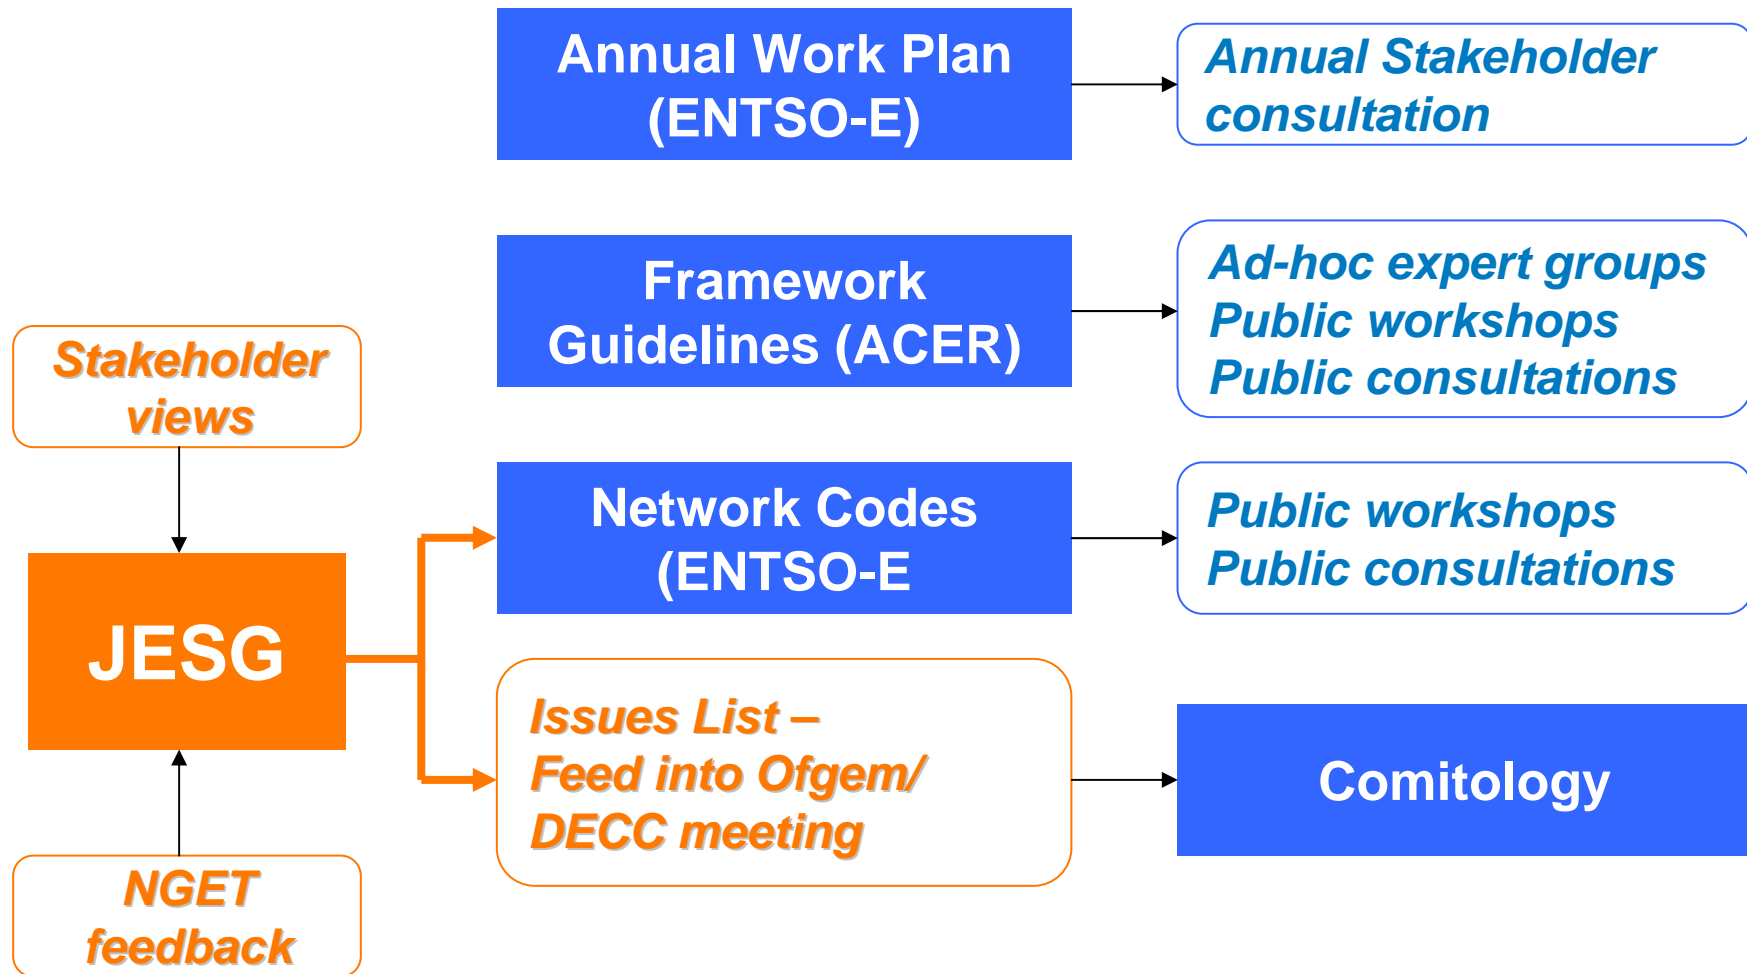 Annual Work Plan
(ENTSO-E)
Annual Stakeholder
consultation
Framework
Guidelines (ACER)
Ad-hoc expert groups
Public workshops
Public consultations
Stakeholder
views
Network Codes
(ENTSO-E
Public workshops
Public consultations
JESG
Issues List –
Feed into Ofgem/
DECC meeting
Comitology
NGET
feedback